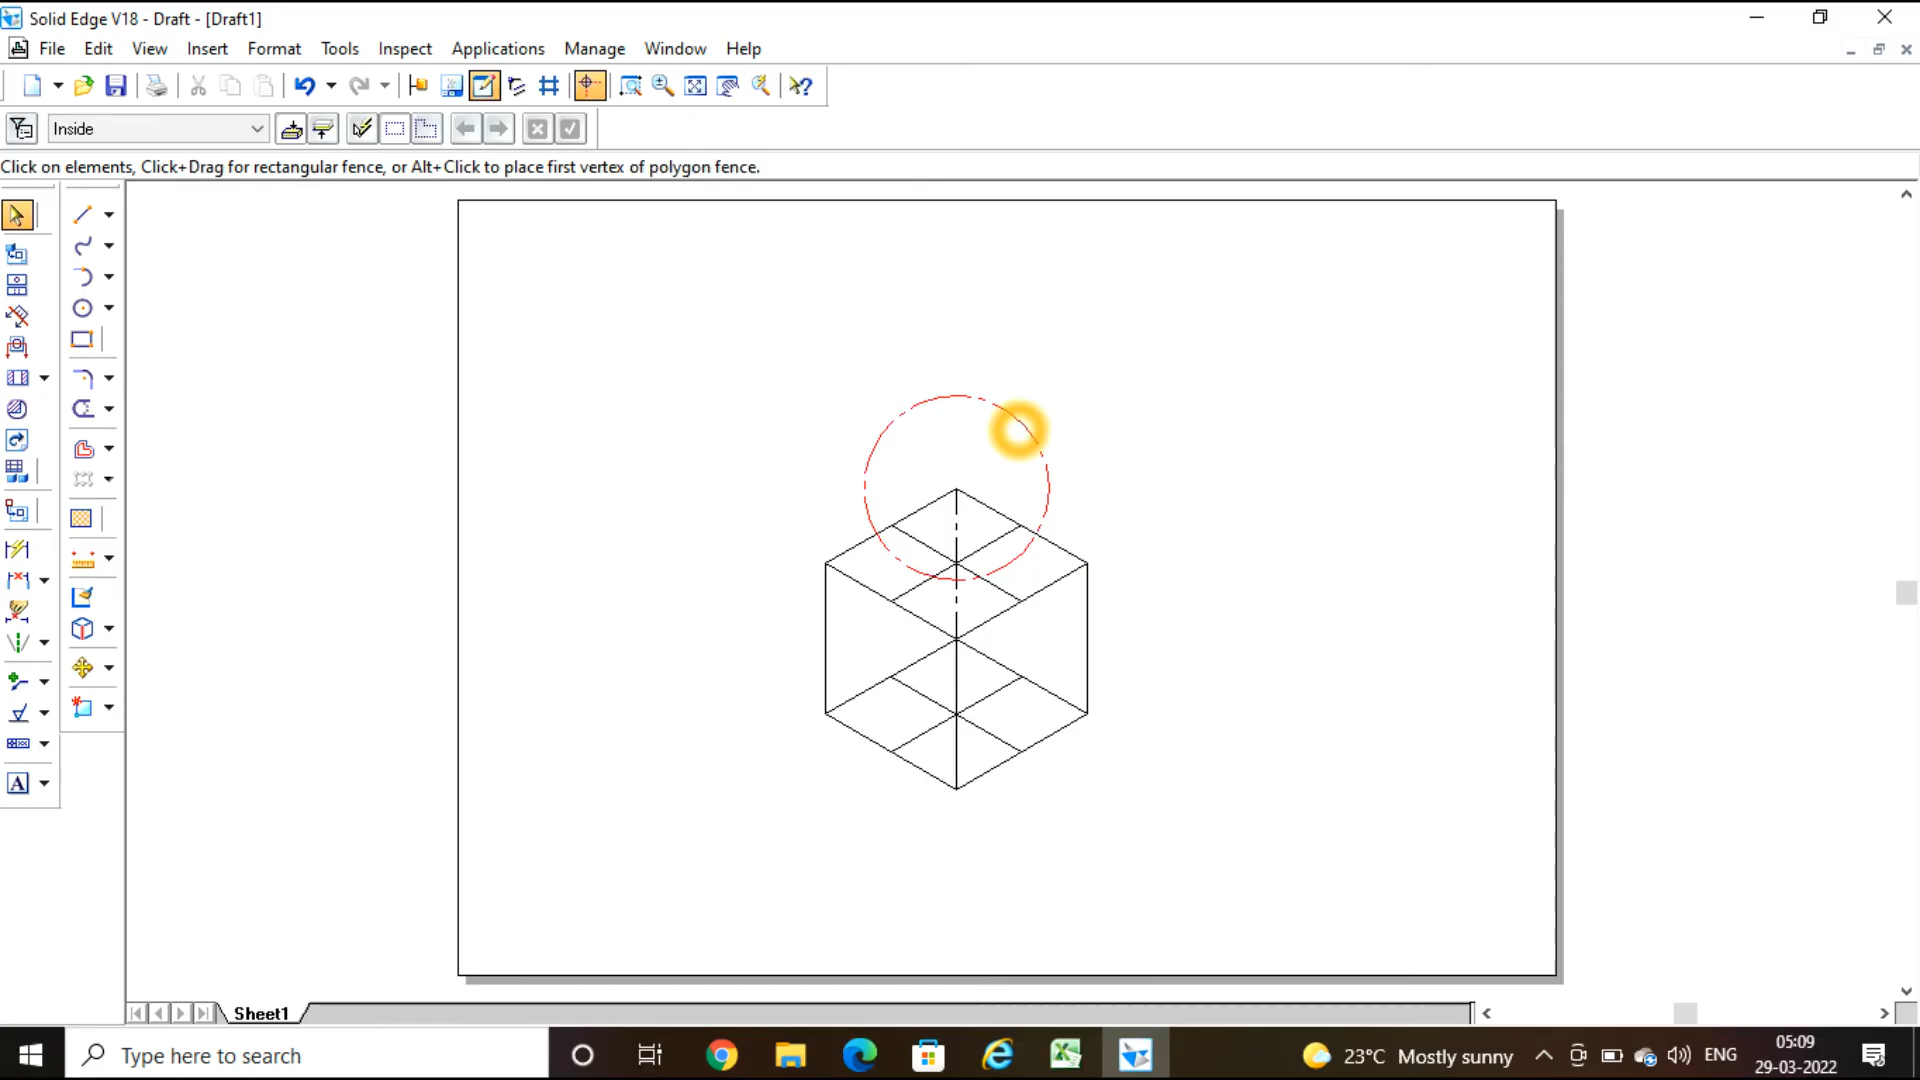 Solid Edge V18 - Draft - [Draft1]
File Edit View Insert Format Tools Inspect Applications Manage Window Help
Inside
Click on elements, Click+Drag for rectangular fence, or Alt+Click to place first vertex of polygon fence.
A
Sheet1
Type here to search
23°C Mostly sunny
ENG
05:09
29-03-2022